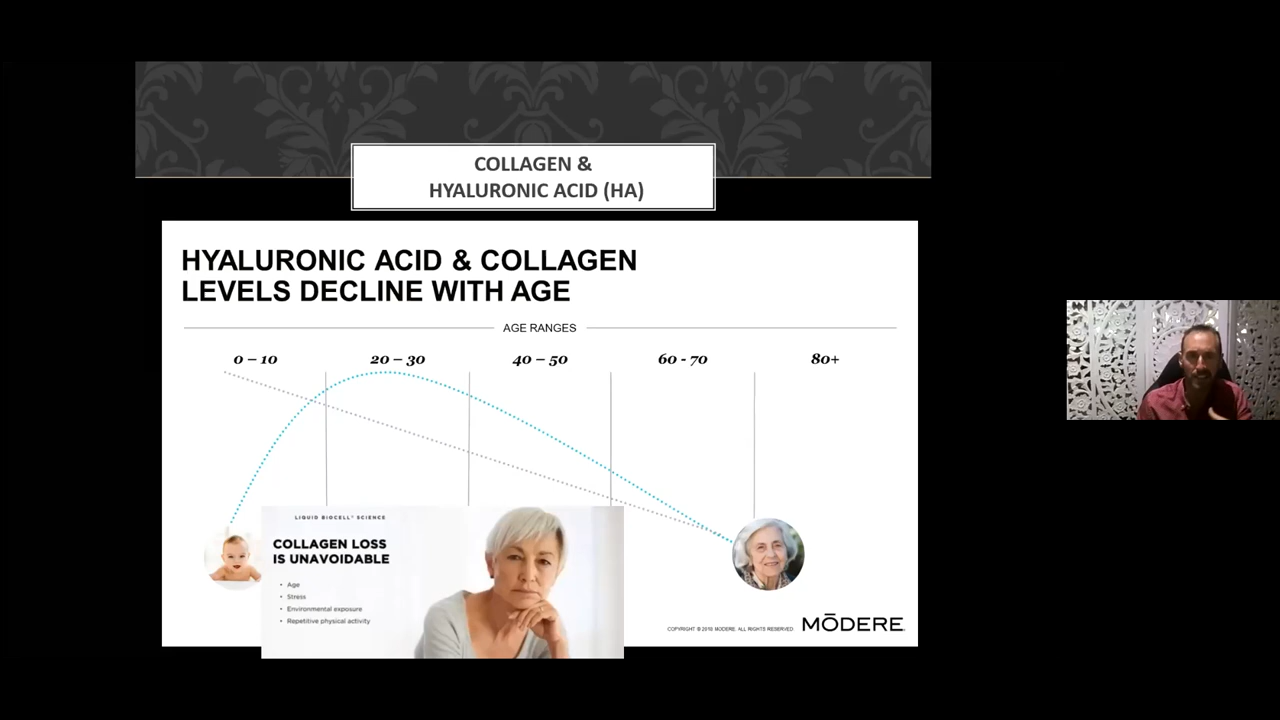 COLLAGEN &
HYALURONIC ACID (HA)
HYALURONIC ACID & COLLAGEN
LEVELS DECLINE WITH AGE
AGE RANGES
0 – 10 20 – 30 40 – 50 60 - 70 80+
LIQUID BIOCELL® SCIENCE
COLLAGEN LOSS
IS UNAVOIDABLE
• Age
• Stress
• Environmental exposure
• Repetitive physical activity
COPYRIGHT © 2018 MODERE. ALL RIGHTS RESERVED
MŌDERE.